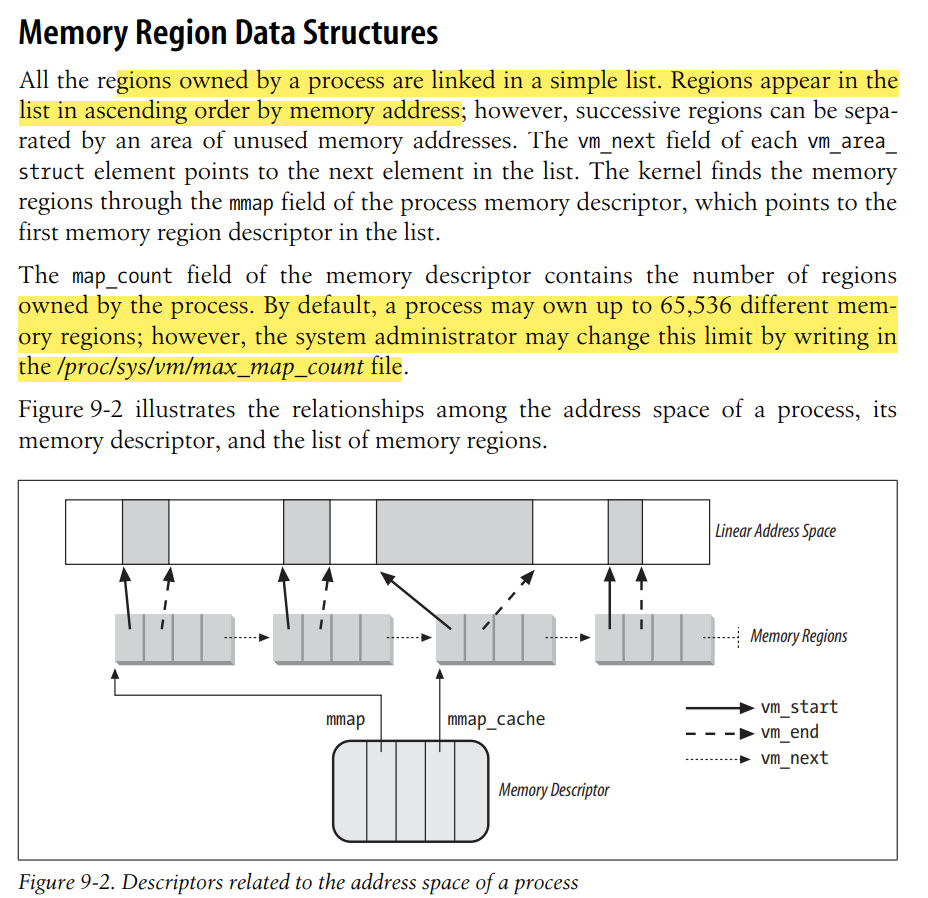 Memory Region Data Structures
All the regions owned by a process are linked in a simple list. Regions appear in the
list in ascending order by memory address; however, successive regions can be sepa-
rated by an area of unused memory addresses. The vm_next field of each vm_area_
struct element points to the next element in the list. The kernel finds the memory
regions through the mmap field of the process memory descriptor, which points to the
first memory region descriptor in the list.
The map_count field of the memory descriptor contains the number of regions
owned by the process. By default, a process may own up to 65,536 different mem-
ory regions; however, the system administrator may change this limit by writing in
the /proc/sys/vm/max_map_count file.
Figure 9-2 illustrates the relationships among the address space of a process, its
memory descriptor, and the list of memory regions.
Linear Address Space
Memory Regions
mmap
mmap_cache
vm_start
vm_end
vm_next
Memory Descriptor
Figure 9-2. Descriptors related to the address space of a process